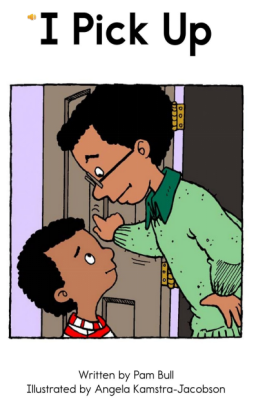 I Pick Up
Written by Pam Bull
Illustrated by Angela Kamstra-Jacobson